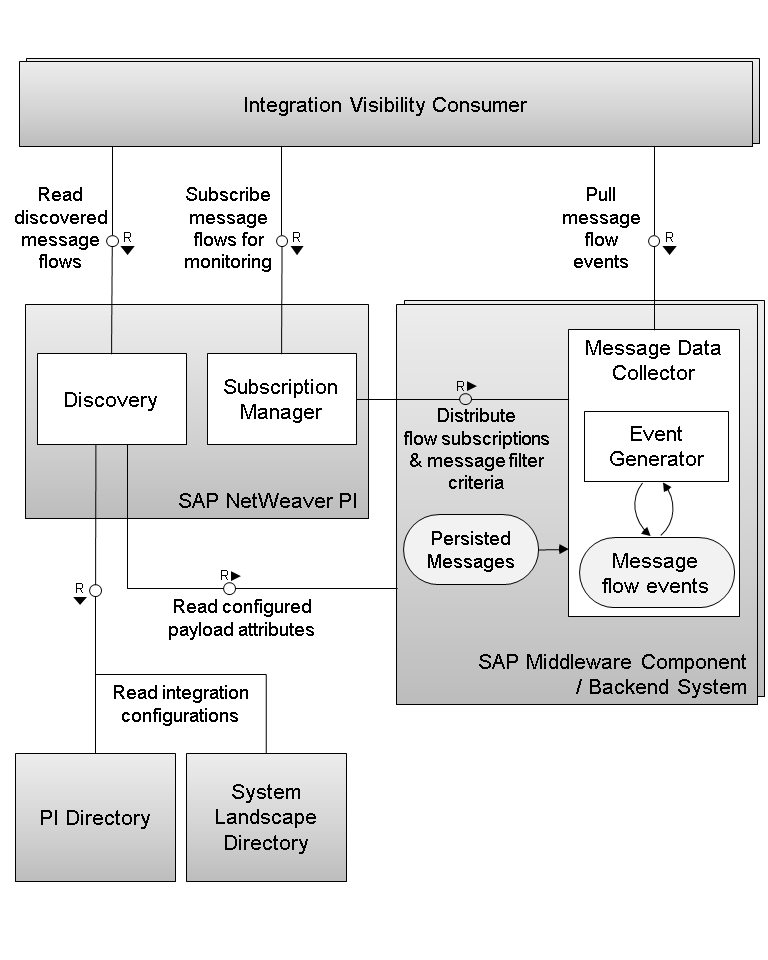 Integration Visibility Consumer
Read
discovered
message
flows
R
Subscribe
message
flows for
monitoring
R
Pull
message
flow
events
R
Discovery
Subscription
Manager
SAP NetWeaver PI
R
Distribute
flow subscriptions
& message filter
criteria
Message Data
Collector
Event
Generator
Persisted
Messages
Message
flow events
SAP Middleware Component
/ Backend System
R
Read configured
payload attributes
R
Read integration
configurations
PI Directory
System
Landscape
Directory